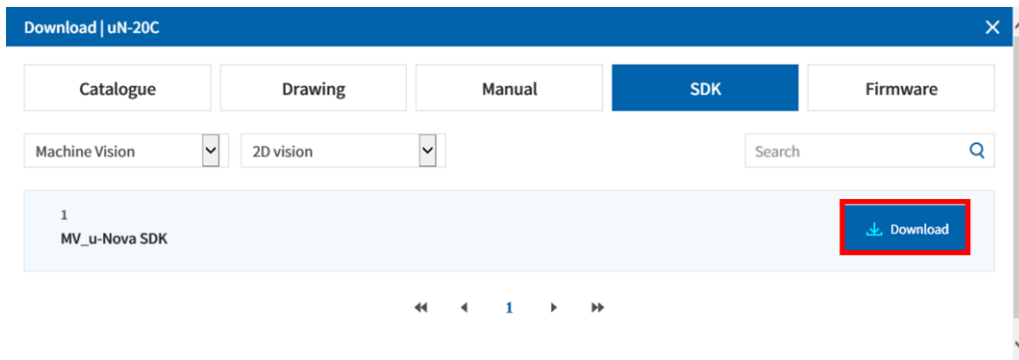 Download | uN-20C
Catalogue Drawing Manual SDK Firmware
Machine Vision 2D vision Search
1
MV_u-Nova SDK
Download
1